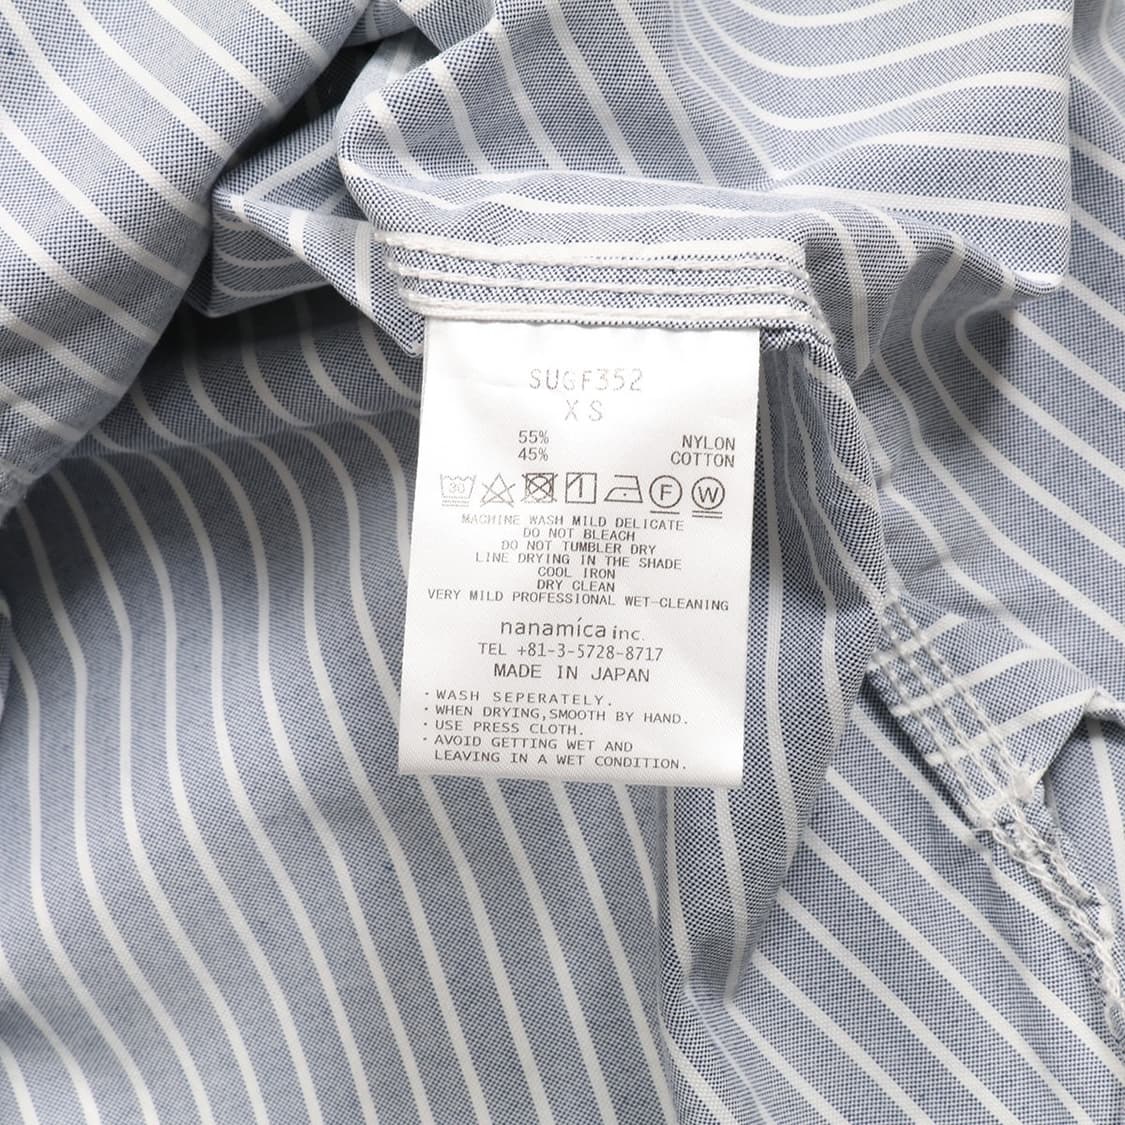 SUGF352
XS
55% NYLON
45% COTTON
30 F W
MACHINE WASH MILD DELICATE
DO NOT BLEACH
DO NOT TUMBLER DRY
LINE DRYING IN THE SHADE
COOL IRON
DRY CLEAN
VERY MILD PROFESSIONAL WET-CLEANING
nanamica inc.
TEL +81-3-5728-8717
MADE IN JAPAN
・WASH SEPERATELY.
・WHEN DRYING,SMOOTH BY HAND.
・USE PRESS CLOTH.
・AVOID GETTING WET AND
LEAVING IN A WET CONDITION.